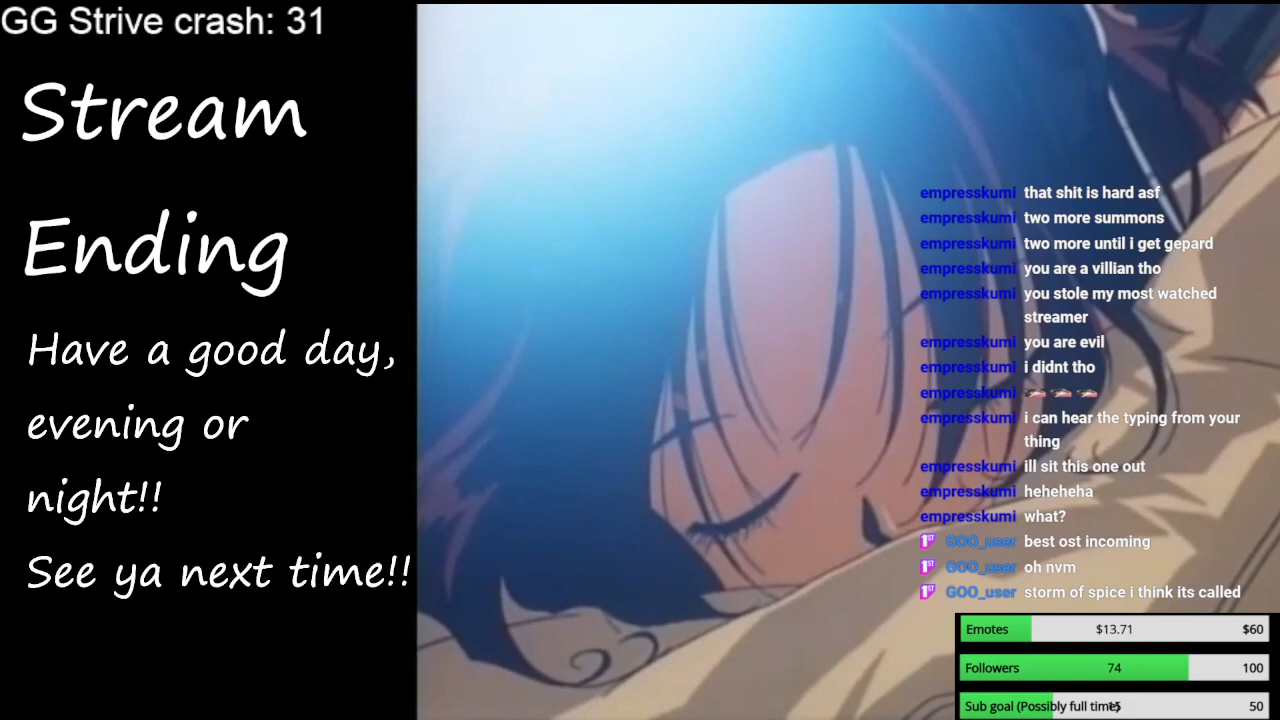 GG Strive crash: 31
Stream
Ending
Have a good day,
evening or
night!!
See ya next time!!
empresskumi that shit is hard asf
empresskumi two more summons
empresskumi two more until i get gepard
empresskumi you are a villian tho
empresskumi you stole my most watched
streamer
empresskumi you are evil
empresskumi i didnt tho
empresskumi
empresskumi i can hear the typing from your
thing
empresskumi ill sit this one out
empresskumi heheheha
empresskumi what?
1ST GOO_user best ost incoming
1ST GOO_user oh nvm
1ST GOO_user storm of spice i think its called
Emotes $13.71 $60
Followers 74 100
Sub goal (Possibly full time) 15 50